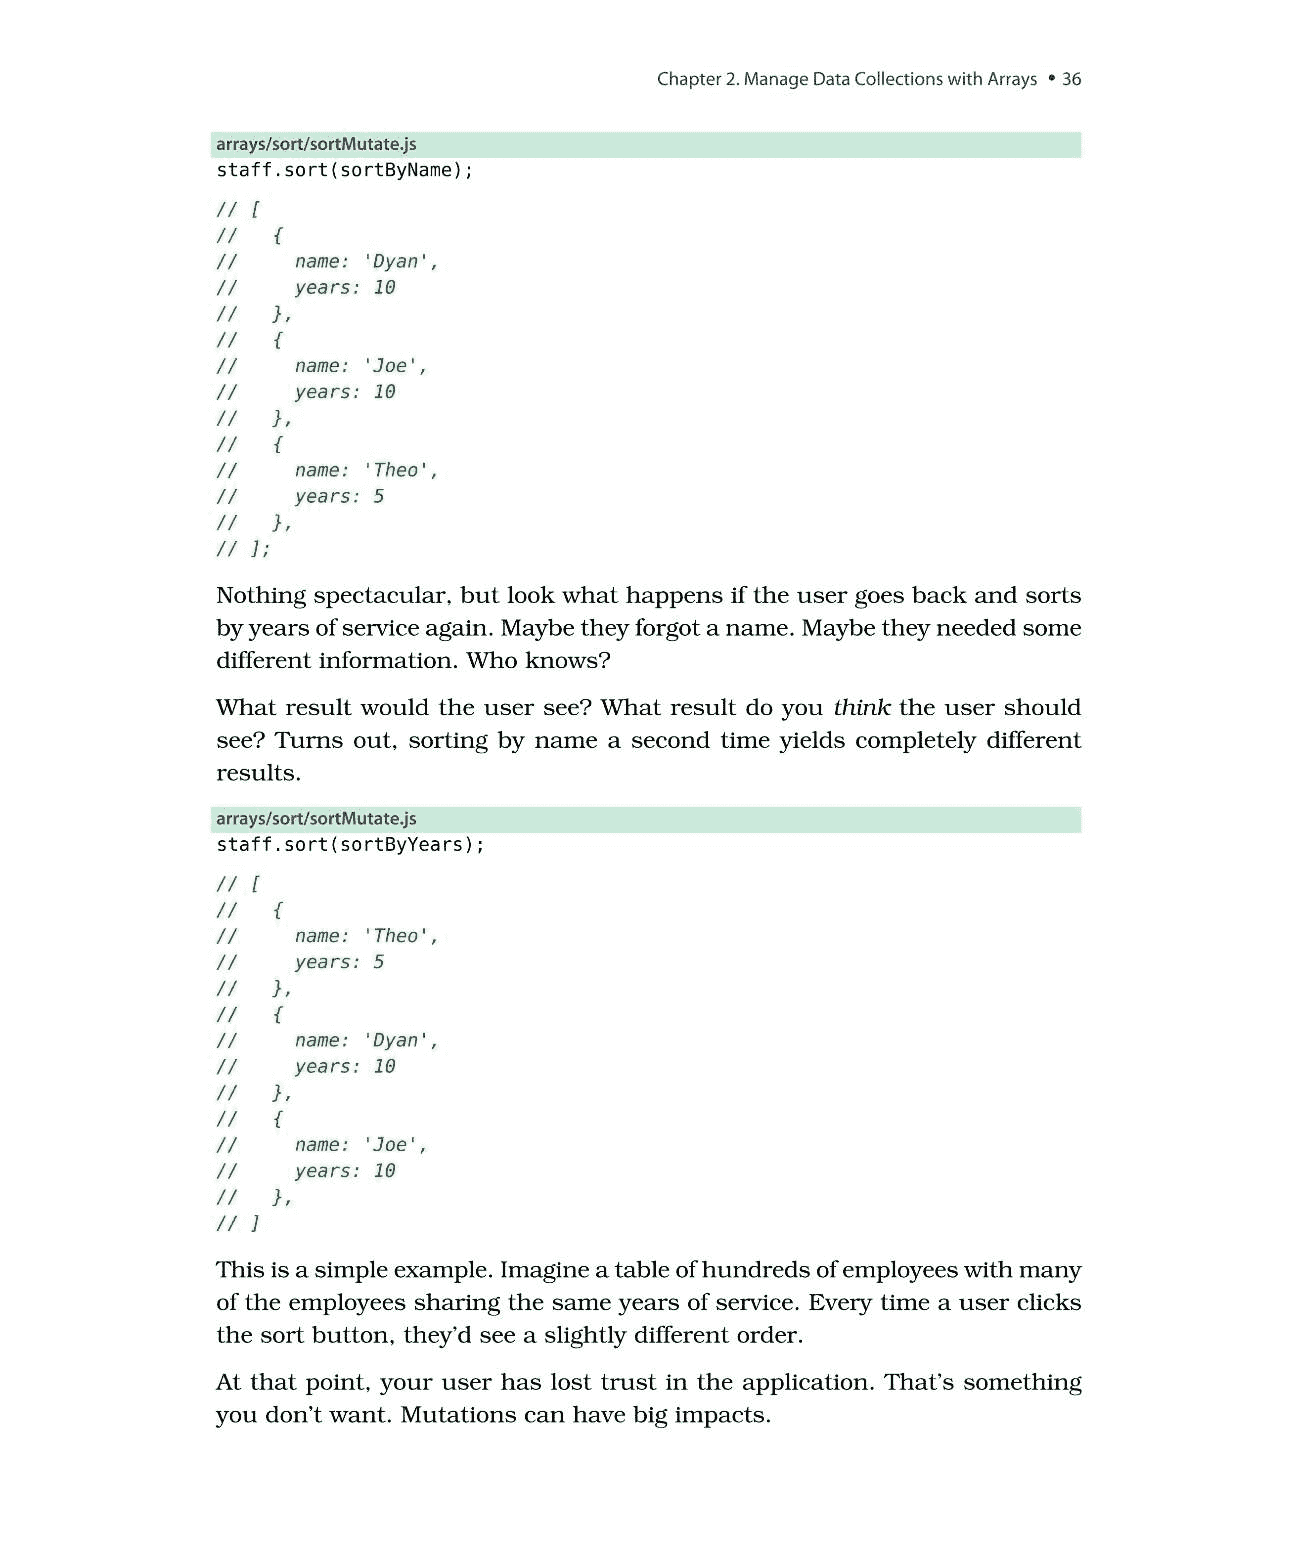 Chapter 2. Manage Data Collections with Arrays • 36
arrays/sort/sortMutate.js
staff.sort(sortByName);
// [
//   {
//     name: 'Dyan',
//     years: 10
//   },
//   {
//     name: 'Joe',
//     years: 10
//   },
//   {
//     name: 'Theo',
//     years: 5
//   },
// ];
Nothing spectacular, but look what happens if the user goes back and sorts
by years of service again. Maybe they forgot a name. Maybe they needed some
different information. Who knows?
What result would the user see? What result do you think the user should
see? Turns out, sorting by name a second time yields completely different
results.
arrays/sort/sortMutate.js
staff.sort(sortByYears);
// [
//   {
//     name: 'Theo',
//     years: 5
//   },
//   {
//     name: 'Dyan',
//     years: 10
//   },
//   {
//     name: 'Joe',
//     years: 10
//   },
// ]
This is a simple example. Imagine a table of hundreds of employees with many
of the employees sharing the same years of service. Every time a user clicks
the sort button, they’d see a slightly different order.
At that point, your user has lost trust in the application. That’s something
you don’t want. Mutations can have big impacts.